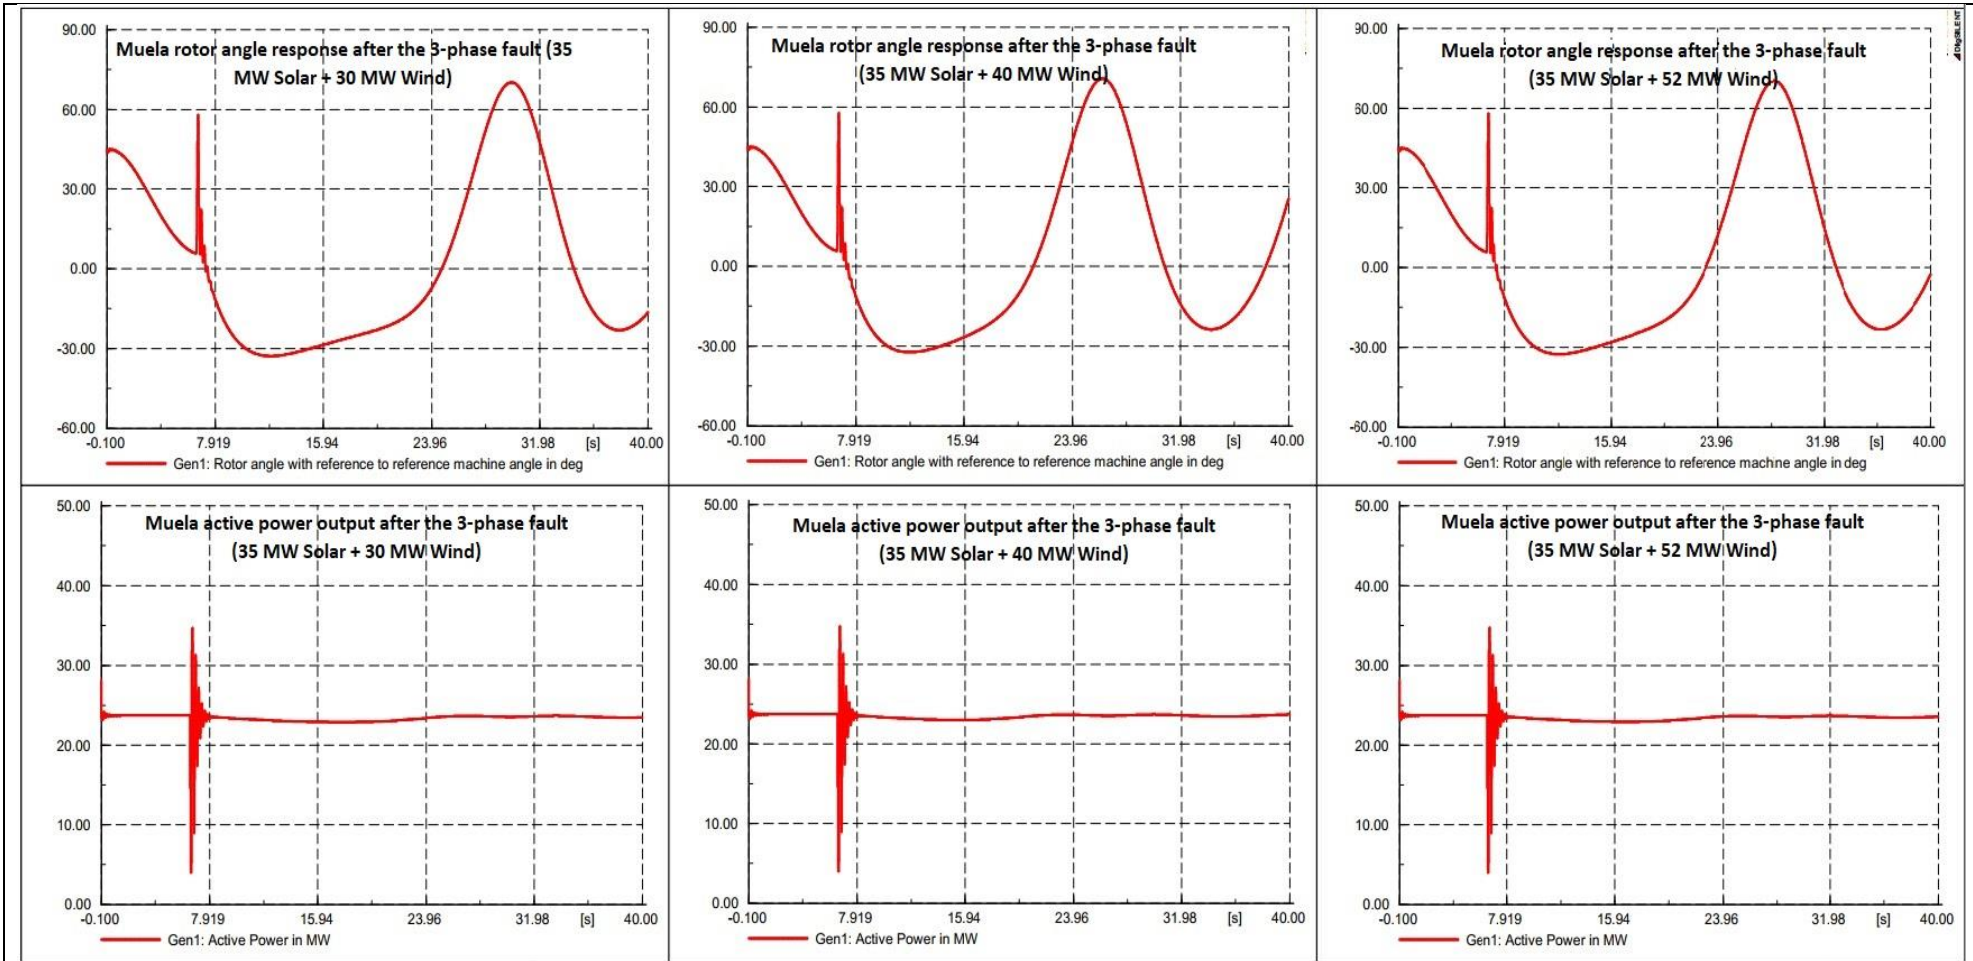 Muela rotor angle response after the 3-phase fault (35
MW Solar + 30 MW Wind)
90.00
60.00
30.00
0.00
-30.00
-60.00
-0.100 7.919 15.94 23.96 31.98 [s] 40.00
Gen1: Rotor angle with reference to reference machine angle in deg
Muela rotor angle response after the 3-phase fault
(35 MW Solar + 40 MW Wind)
90.00
60.00
30.00
0.00
-30.00
-60.00
-0.100 7.919 15.94 23.96 31.98 [s] 40.00
Gen1: Rotor angle with reference to reference machine angle in deg
Muela rotor angle response after the 3-phase fault
(35 MW Solar + 52 MW Wind)
90.00
60.00
30.00
0.00
-30.00
-60.00
-0.100 7.919 15.94 23.96 31.98 [s] 40.00
Gen1: Rotor angle with reference to reference machine angle in deg
DIgSILENT
Muela active power output after the 3-phase fault
(35 MW Solar + 30 MW Wind)
50.00
40.00
30.00
20.00
10.00
0.00
-0.100 7.919 15.94 23.96 31.98 [s] 40.00
Gen1: Active Power in MW
Muela active power output after the 3-phase fault
(35 MW Solar + 40 MW Wind)
50.00
40.00
30.00
20.00
10.00
0.00
-0.100 7.919 15.94 23.96 31.98 [s] 40.00
Gen1: Active Power in MW
Muela active power output after the 3-phase fault
(35 MW Solar + 52 MW Wind)
50.00
40.00
30.00
20.00
10.00
0.00
-0.100 7.919 15.94 23.96 31.98 [s] 40.00
Gen1: Active Power in MW